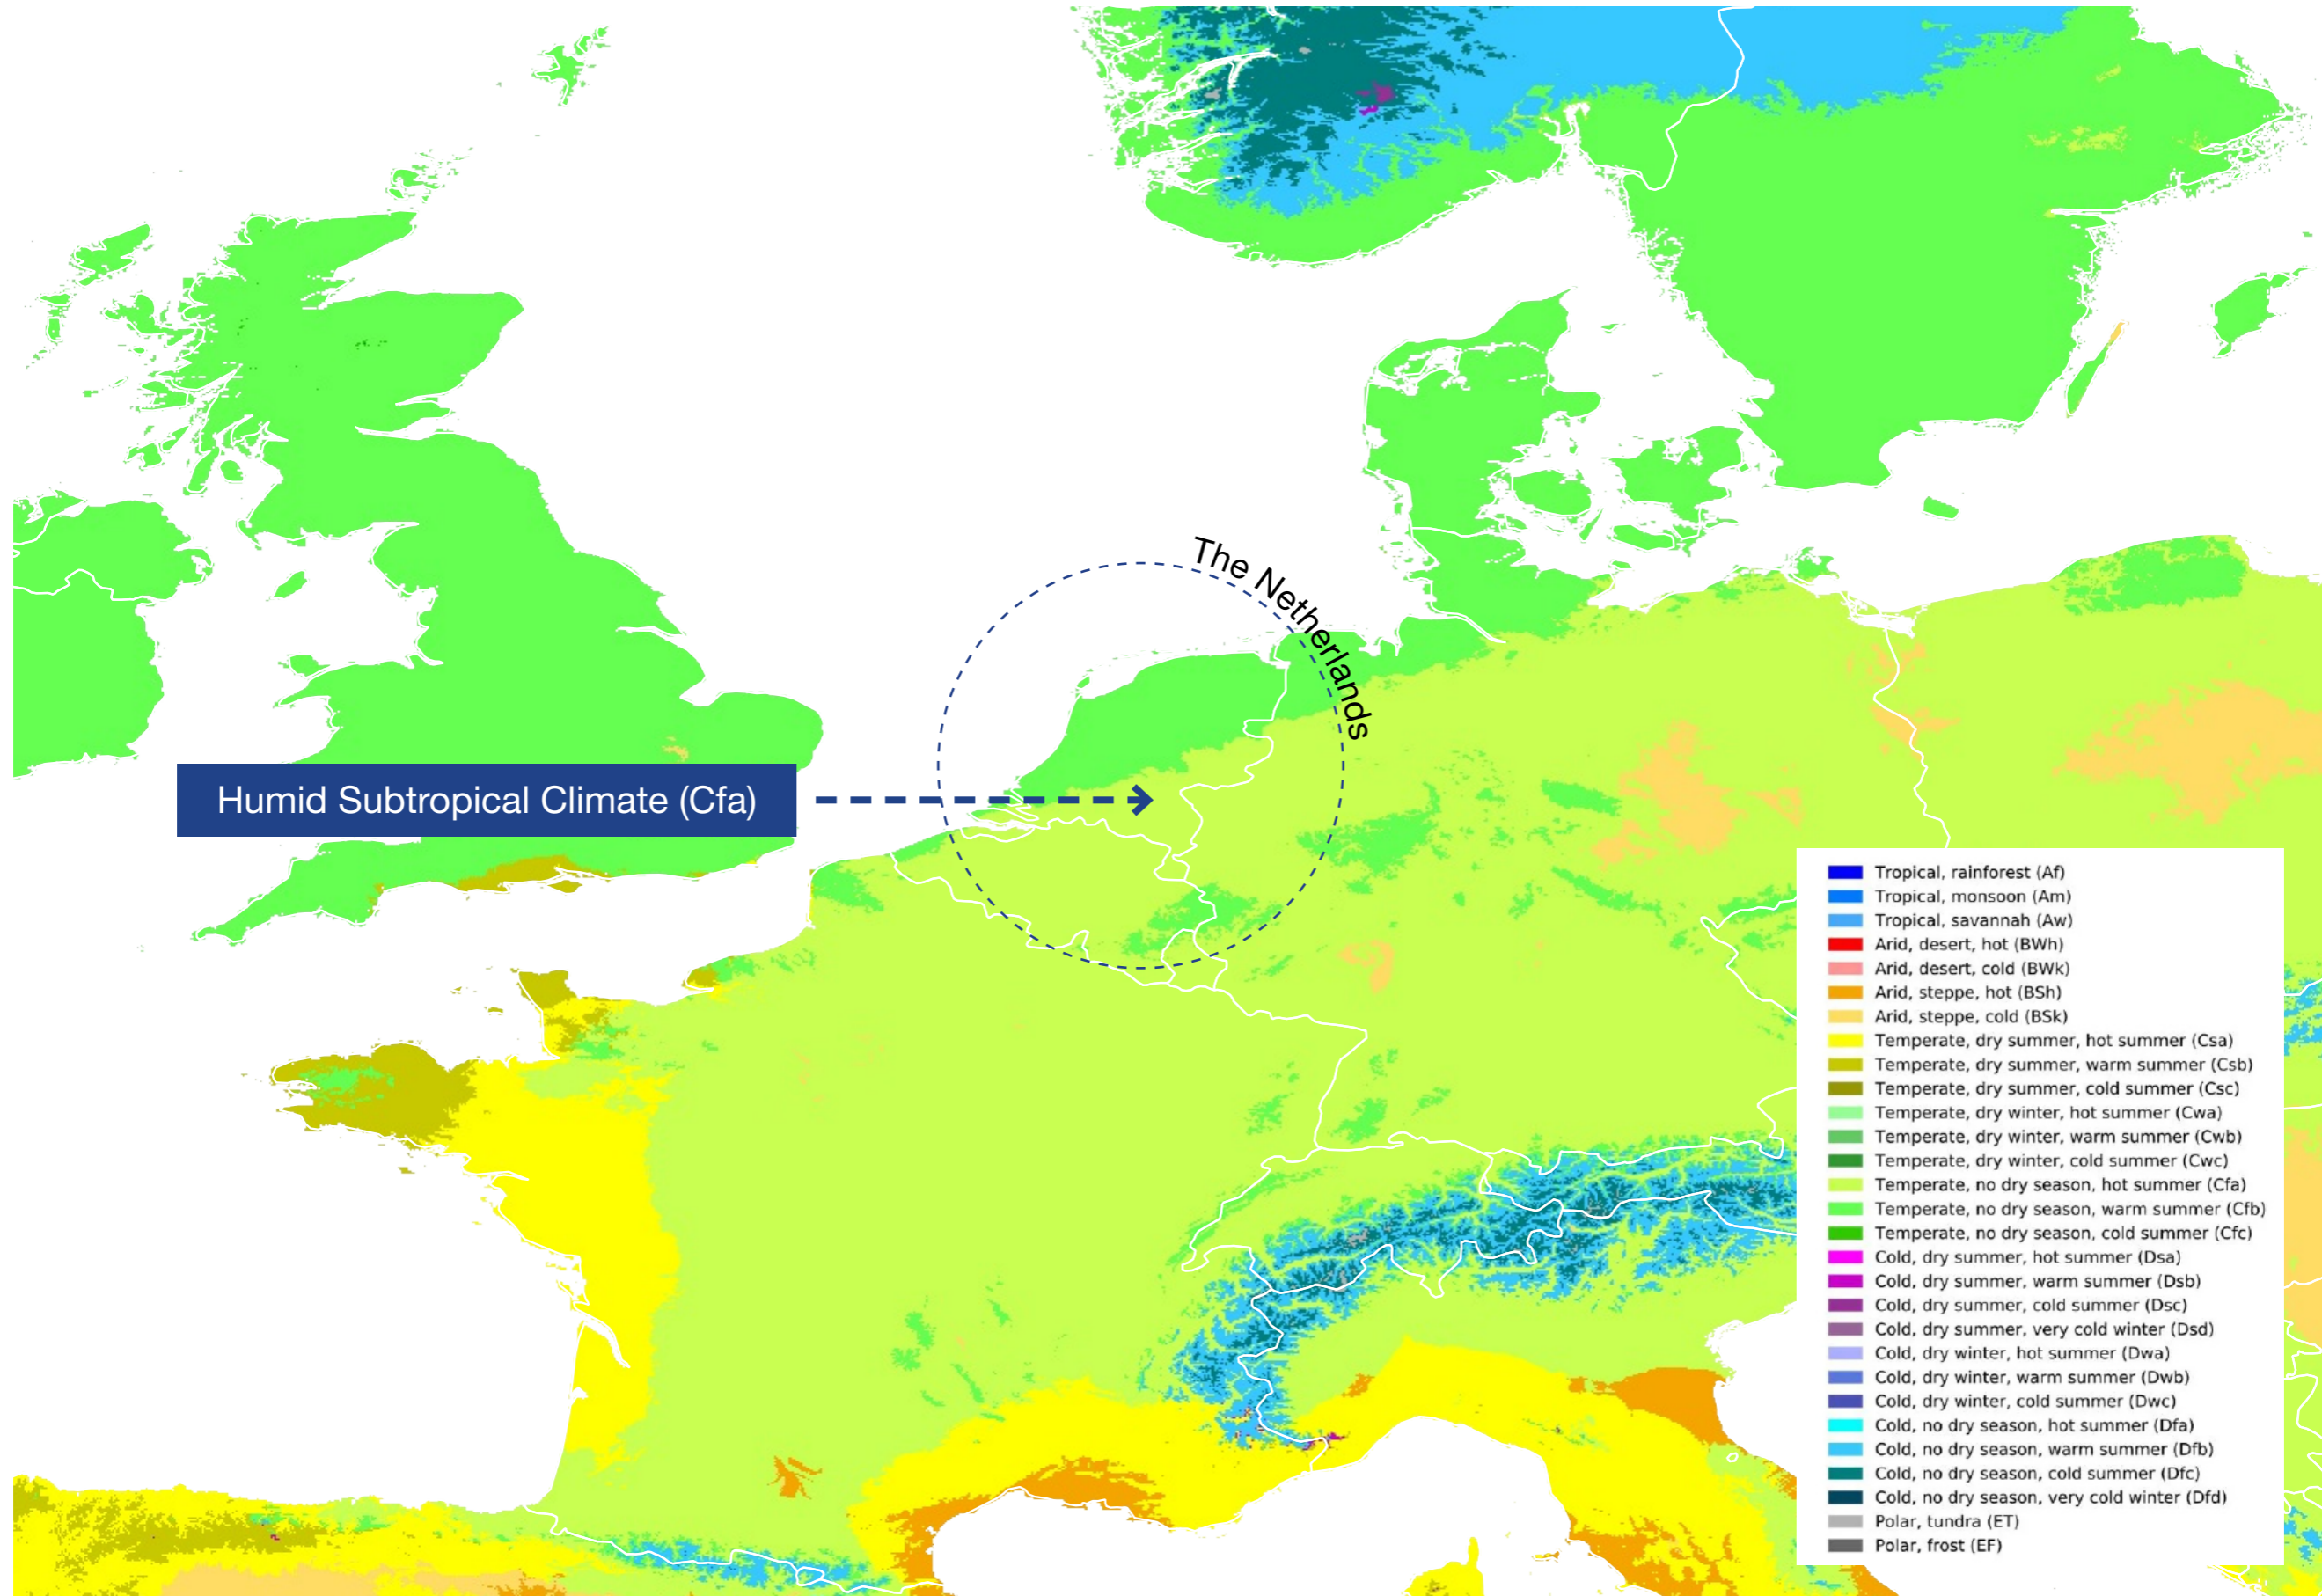 The Netherlands
Humid Subtropical Climate (Cfa)
Tropical, rainforest (Af)
Tropical, monsoon (Am)
Tropical, savannah (Aw)
Arid, desert, hot (BWh)
Arid, desert, cold (BWk)
Arid, steppe, hot (BSh)
Arid, steppe, cold (BSk)
Temperate, dry summer, hot summer (Csa)
Temperate, dry summer, warm summer (Csb)
Temperate, dry summer, cold summer (Csc)
Temperate, dry winter, hot summer (Cwa)
Temperate, dry winter, warm summer (Cwb)
Temperate, dry winter, cold summer (Cwc)
Temperate, no dry season, hot summer (Cfa)
Temperate, no dry season, warm summer (Cfb)
Temperate, no dry season, cold summer (Cfc)
Cold, dry summer, hot summer (Dsa)
Cold, dry summer, warm summer (Dsb)
Cold, dry summer, cold summer (Dsc)
Cold, dry summer, very cold winter (Dsd)
Cold, dry winter, hot summer (Dwa)
Cold, dry winter, warm summer (Dwb)
Cold, dry winter, cold summer (Dwc)
Cold, no dry season, hot summer (Dfa)
Cold, no dry season, warm summer (Dfb)
Cold, no dry season, cold summer (Dfc)
Cold, no dry season, very cold winter (Dfd)
Polar, tundra (ET)
Polar, frost (EF)